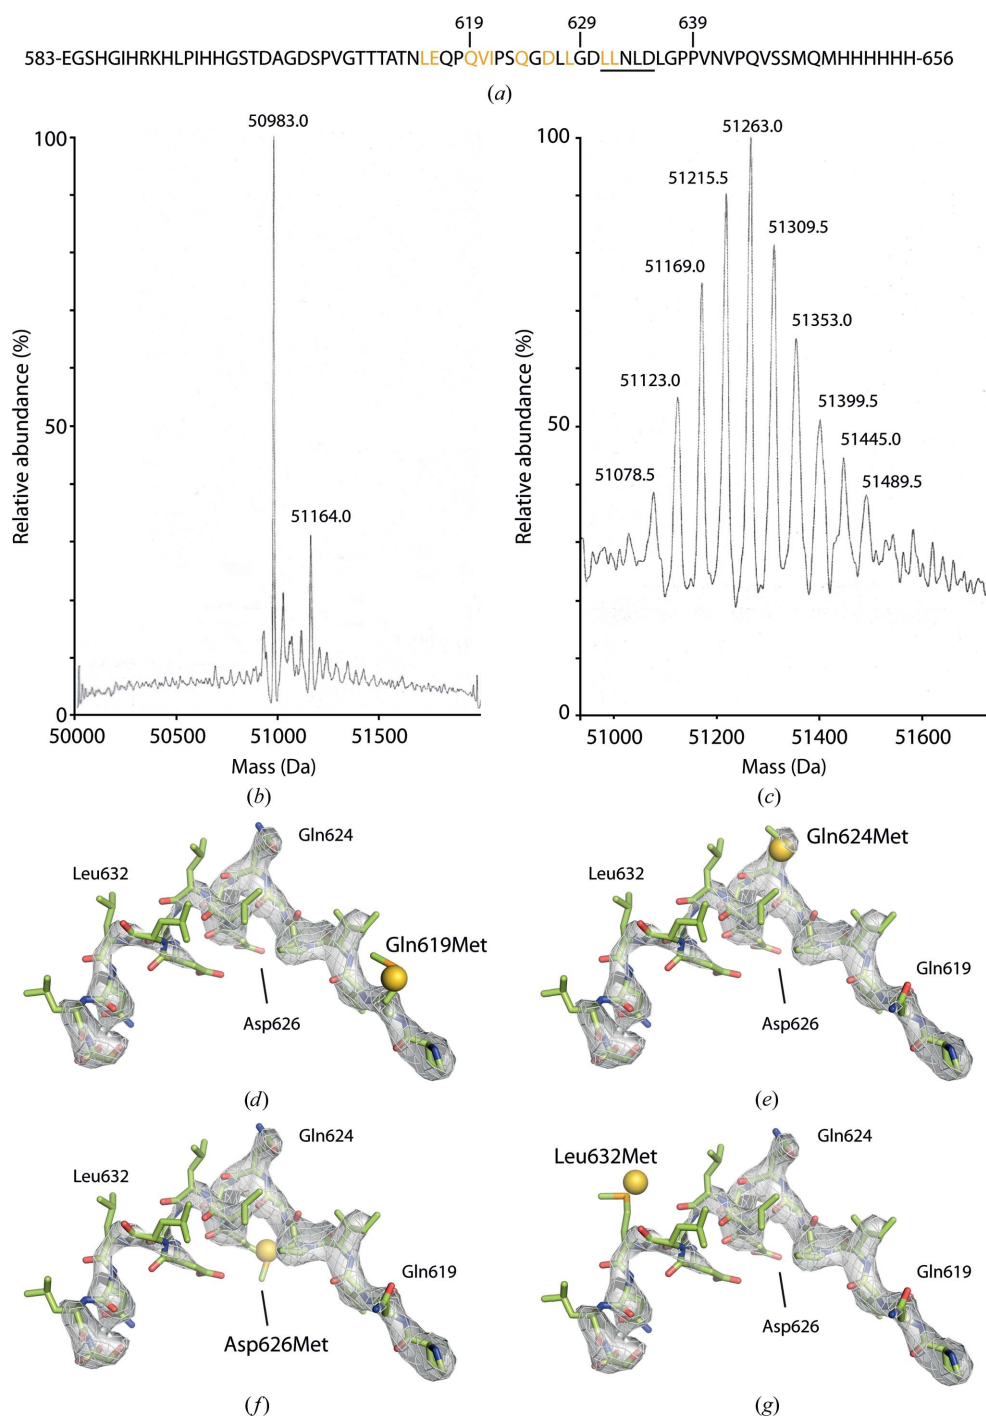 619 629 639
583-EGSHGIHRKHLPIHHGSTDAGDSPVGTTTATNLEQPQVIPSQGDLLGDLLNLDLGPPVNVPQVSSMQMHHHHHH-656
(a)
50983.0
100
51164.0
50
0
Relative abundance (%)
50000 50500 51000 51500
Mass (Da)
(b)
51263.0
100
51215.5
51309.5
51169.0
51353.0
51123.0
51399.5
50
51445.0
51078.5
51489.5
0
Relative abundance (%)
51000 51200 51400 51600
Mass (Da)
(c)
Gln624
Leu632
Gln619Met
Asp626
(d)
Gln624Met
Leu632
Gln619
Asp626
(e)
Gln624
Leu632
Gln619
Asp626Met
(f)
Gln624
Leu632Met
Gln619
Asp626
(g)